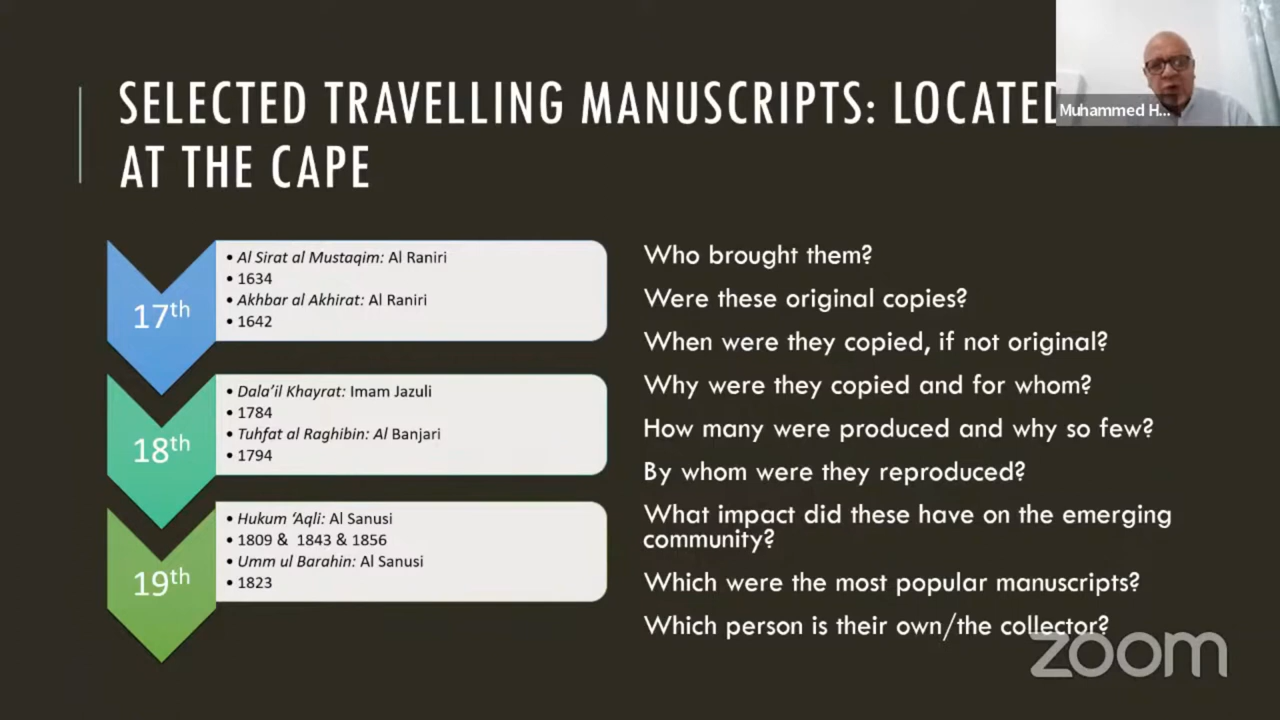 SELECTED TRAVELLING MANUSCRIPTS: LOCATED
AT THE CAPE
Muhammed H...
17th
• Al Sirat al Mustaqim: Al Raniri
• 1634
• Akhbar al Akhirat: Al Raniri
• 1642
18th
• Dala’il Khayrat: Imam Jazuli
• 1784
• Tuhfat al Raghibin: Al Banjari
• 1794
19th
• Hukum ‘Aqli: Al Sanusi
• 1809 & 1843 & 1856
• Umm ul Barahin: Al Sanusi
• 1823
Who brought them?
Were these original copies?
When were they copied, if not original?
Why were they copied and for whom?
How many were produced and why so few?
By whom were they reproduced?
What impact did these have on the emerging
community?
Which were the most popular manuscripts?
Which person is their own/the collector?
zoom